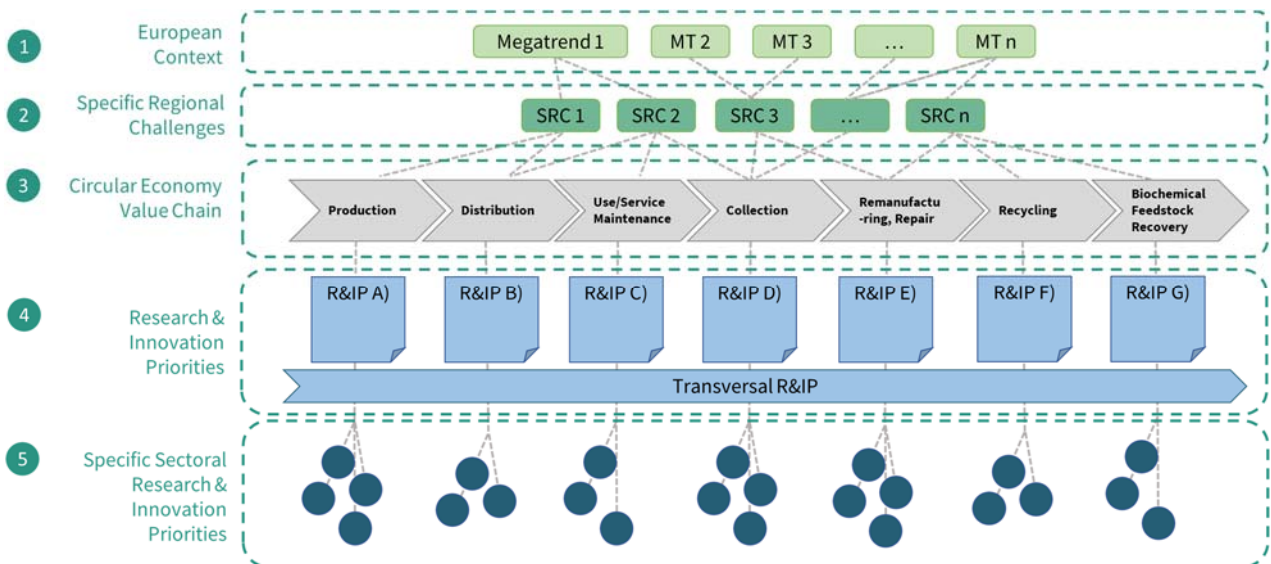 1
European
Context
Megatrend 1
MT 2
MT 3
...
MT n
2
Specific Regional
Challenges
SRC 1
SRC 2
SRC 3
...
SRC n
3
Circular Economy
Value Chain
Production
Distribution
Use/Service
Maintenance
Collection
Remanufactu
-ring, Repair
Recycling
Biochemical
Feedstock
Recovery
4
Research &
Innovation
Priorities
R&IP A)
R&IP B)
R&IP C)
R&IP D)
R&IP E)
R&IP F)
R&IP G)
Transversal R&IP
5
Specific Sectoral
Research &
Innovation
Priorities